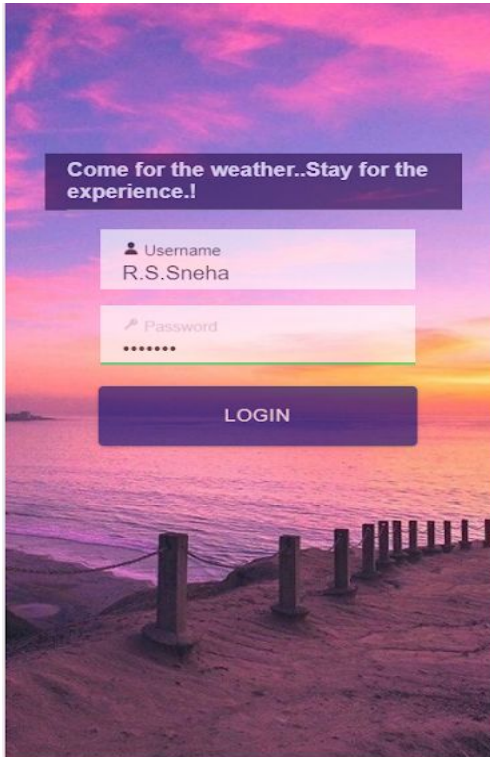 Come for the weather..Stay for the
experience.!
Username
R.S.Sneha
Password
•••••••
LOGIN